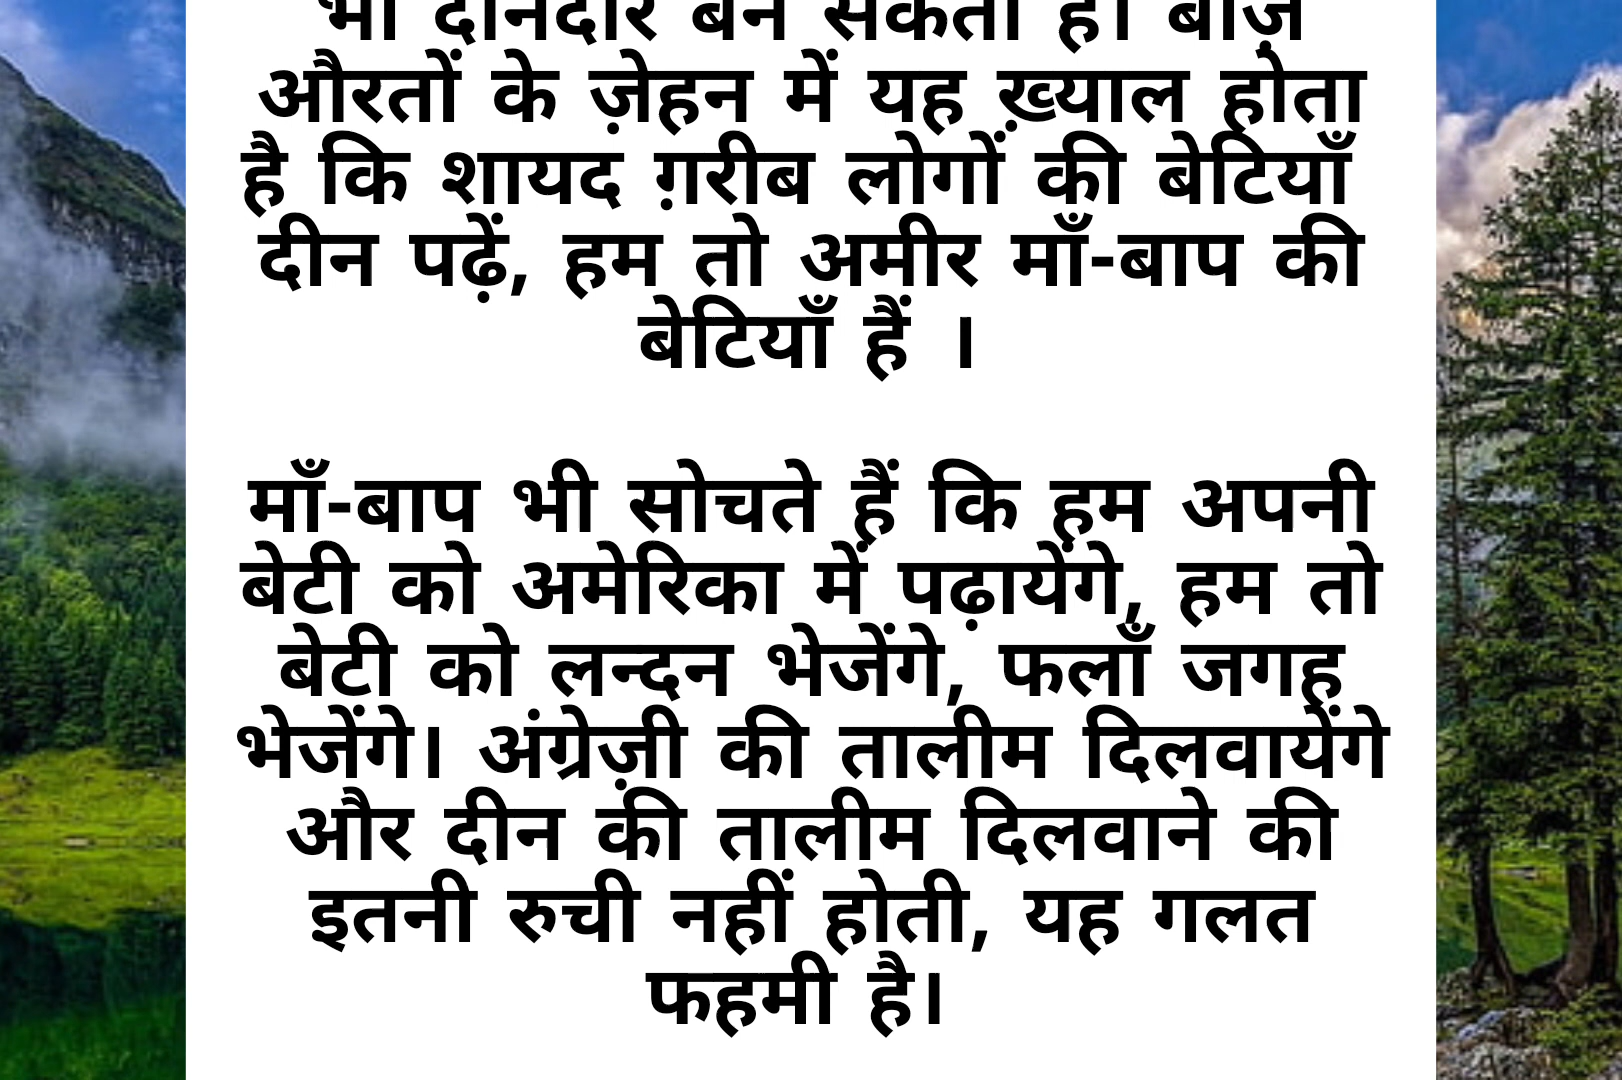 भी दीनदार बन सकती है। बाज़
औरतों के ज़ेहन में यह ख़्याल होता
है कि शायद ग़रीब लोगों की बेटियाँ
दीन पढ़ें, हम तो अमीर माँ-बाप की
बेटियाँ हैं ।
माँ-बाप भी सोचते हैं कि हम अपनी
बेटी को अमेरिका में पढ़ायेंगे, हम तो
बेटी को लन्दन भेजेंगे, फलाँ जगह
भेजेंगे। अंग्रेज़ी की तालीम दिलवायेंगे
और दीन की तालीम दिलवाने की
इतनी रुची नहीं होती, यह गलत
फहमी है।